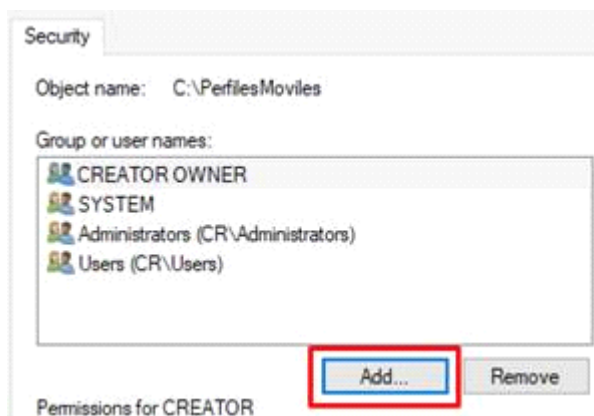 Security
Object name: C:\PerfilesMoviles
Group or user names:
CREATOR OWNER
SYSTEM
Administrators (CR\Administrators)
Users (CR\Users)
Add... Remove
Permissions for CREATOR